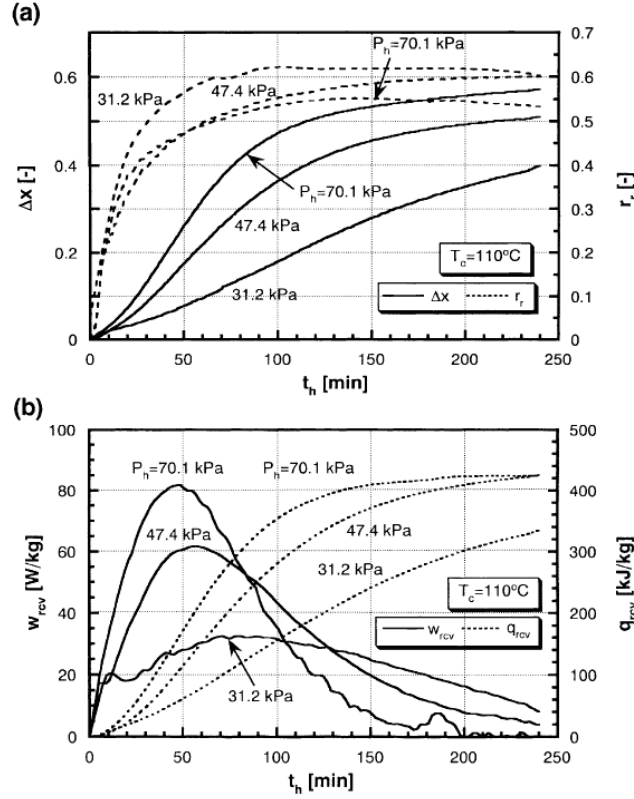 (a)
0.6
0.4
0.2
0
Δx [-]
0.7
0.6
0.5
0.4
0.3
0.2
0.1
0.0
r_r [-]
P_h=70.1 kPa
31.2 kPa
47.4 kPa
P_h=70.1 kPa
47.4 kPa
31.2 kPa
T_c=110°C
Δx r_r
0 50 100 150 200 250
t_h [min]
(b)
100
80
60
40
20
0
w_rcv [W/kg]
500
400
300
200
100
0
q_rcv [kJ/kg]
P_h=70.1 kPa P_h=70.1 kPa
47.4 kPa 47.4 kPa
31.2 kPa
T_c=110°C
w_rcv q_rcv
31.2 kPa
0 50 100 150 200 250
t_h [min]